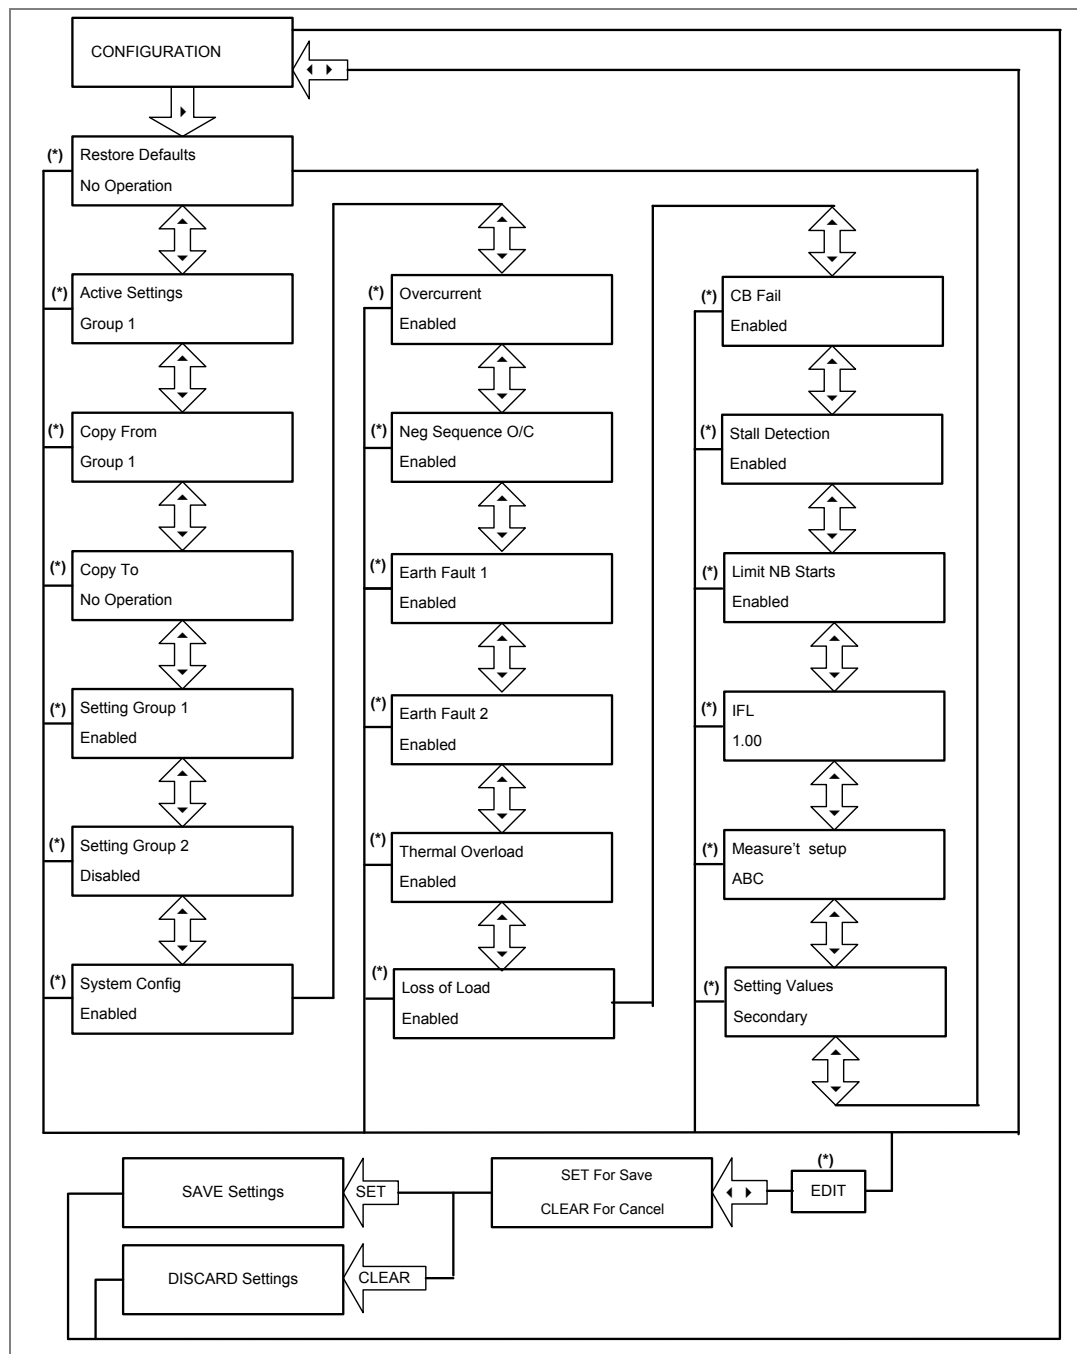 CONFIGURATION
(*)
Restore Defaults
No Operation
(*)
Active Settings
Group 1
(*)
Copy From
Group 1
(*)
Copy To
No Operation
(*)
Setting Group 1
Enabled
(*)
Setting Group 2
Disabled
(*)
System Config
Enabled
(*)
Overcurrent
Enabled
(*)
Neg Sequence O/C
Enabled
(*)
Earth Fault 1
Enabled
(*)
Earth Fault 2
Enabled
(*)
Thermal Overload
Enabled
(*)
Loss of Load
Enabled
(*)
CB Fail
Enabled
(*)
Stall Detection
Enabled
(*)
Limit NB Starts
Enabled
(*)
IFL
1.00
(*)
Measure't setup
ABC
(*)
Setting Values
Secondary
(*)
EDIT
SET For Save
CLEAR For Cancel
SET
SAVE Settings
CLEAR
DISCARD Settings